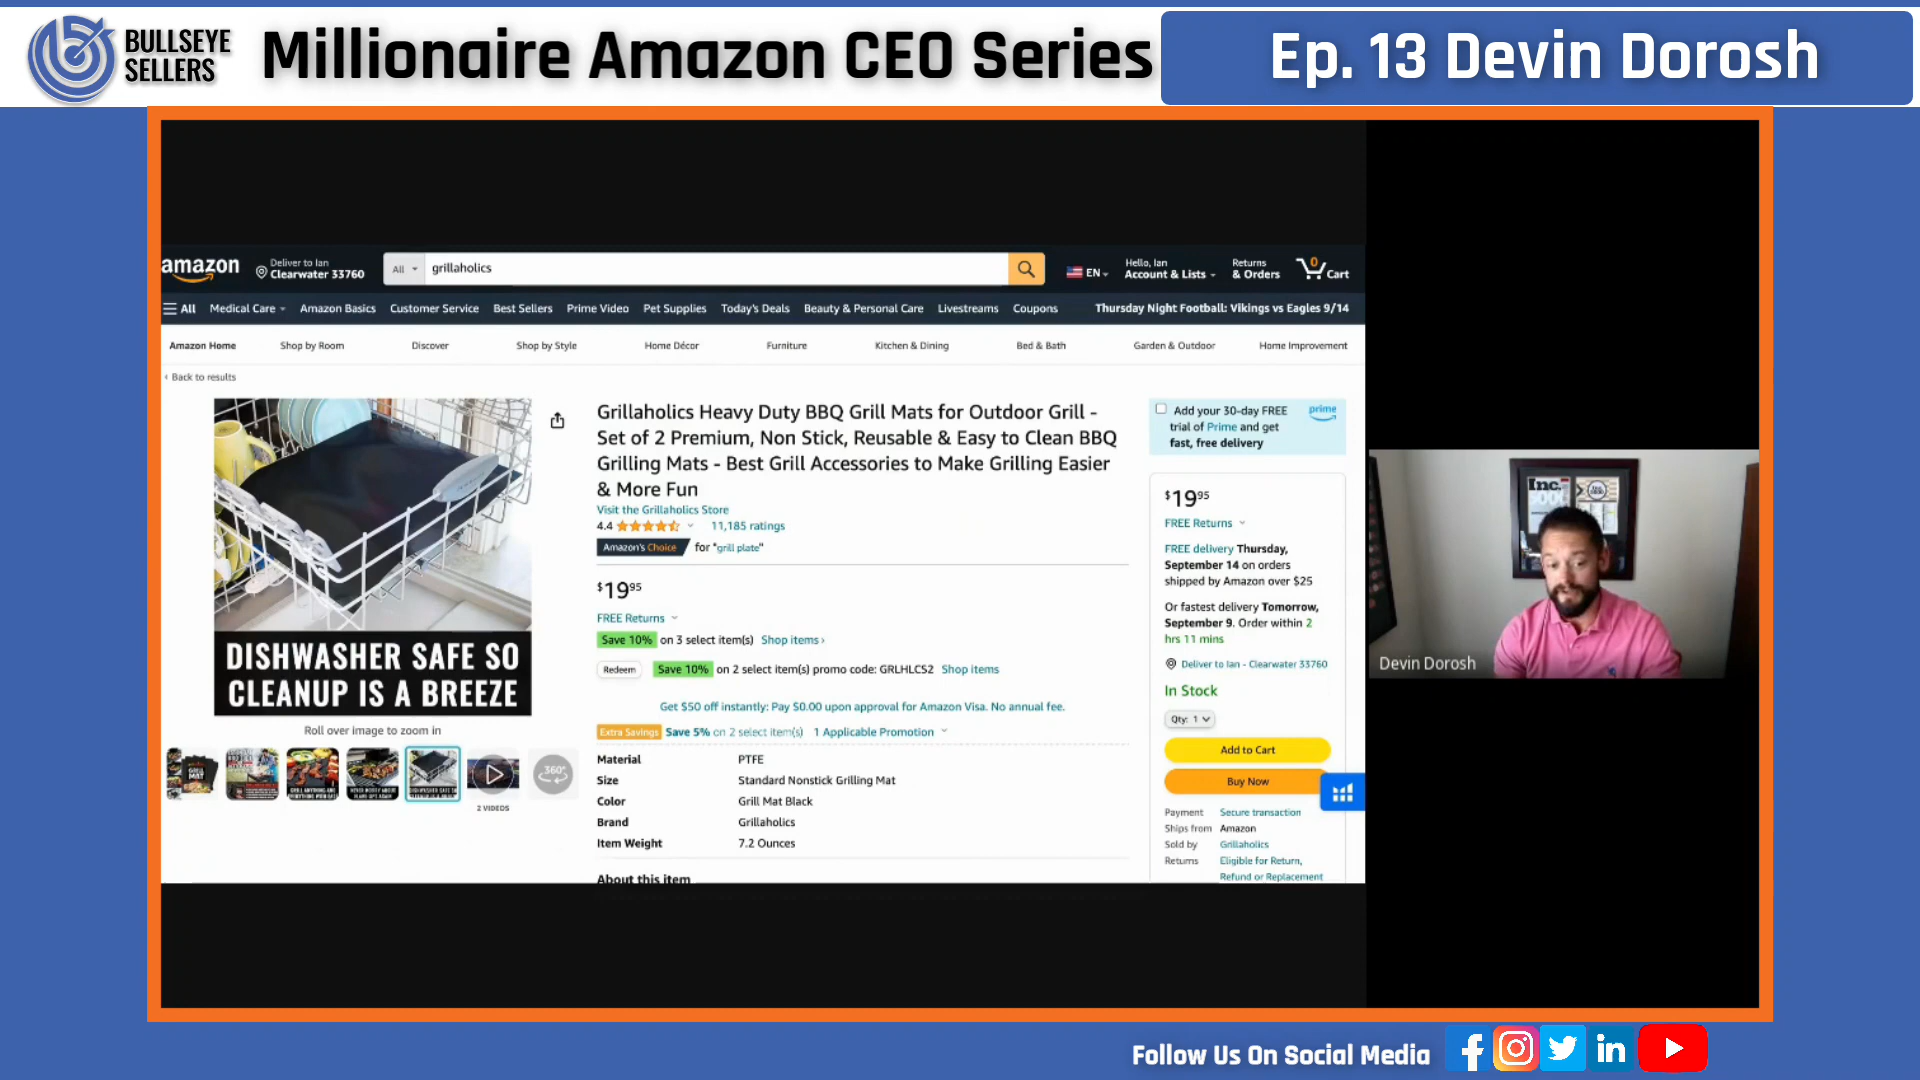 BULLSEYE
SELLERS
Millionaire Amazon CEO Series
Ep. 13 Devin Dorosh
amazon
Deliver to Ian
Clearwater 33760
All
grillaholics
EN
Hello, Ian
Account & Lists
Returns
& Orders
0
Cart
All
Medical Care
Amazon Basics
Customer Service
Best Sellers
Prime Video
Pet Supplies
Today's Deals
Beauty & Personal Care
Livestreams
Coupons
Thursday Night Football: Vikings vs Eagles 9/14
Amazon Home
Shop by Room
Discover
Shop by Style
Home Décor
Furniture
Kitchen & Dining
Bed & Bath
Garden & Outdoor
Home Improvement
‹ Back to results
DISHWASHER SAFE SO
CLEANUP IS A BREEZE
Roll over image to zoom in
360°
2 VIDEOS
Grillaholics Heavy Duty BBQ Grill Mats for Outdoor Grill -
Set of 2 Premium, Non Stick, Reusable & Easy to Clean BBQ
Grilling Mats - Best Grill Accessories to Make Grilling Easier
& More Fun
Visit the Grillaholics Store
4.4
11,185 ratings
Amazon's Choice
for "grill plate"
$19.95
FREE Returns
Save 10% on 3 select item(s) Shop items ›
Redeem
Save 10% on 2 select item(s) promo code: GRLHLCS2 Shop items
Get $50 off instantly: Pay $0.00 upon approval for Amazon Visa. No annual fee.
Extra Savings Save 5% on 2 select item(s) 1 Applicable Promotion
Material PTFE
Size Standard Nonstick Grilling Mat
Color Grill Mat Black
Brand Grillaholics
Item Weight 7.2 Ounces
About this item
Add your 30-day FREE
trial of Prime and get
fast, free delivery
prime
$19.95
FREE Returns
FREE delivery Thursday,
September 14 on orders
shipped by Amazon over $25
Or fastest delivery Tomorrow,
September 9. Order within 2
hrs 11 mins
Deliver to Ian - Clearwater 33760
In Stock
Qty: 1
Add to Cart
Buy Now
Payment Secure transaction
Ships from Amazon
Sold by Grillaholics
Returns Eligible for Return,
Refund or Replacement
Inc.
5000
Devin Dorosh
Follow Us On Social Media